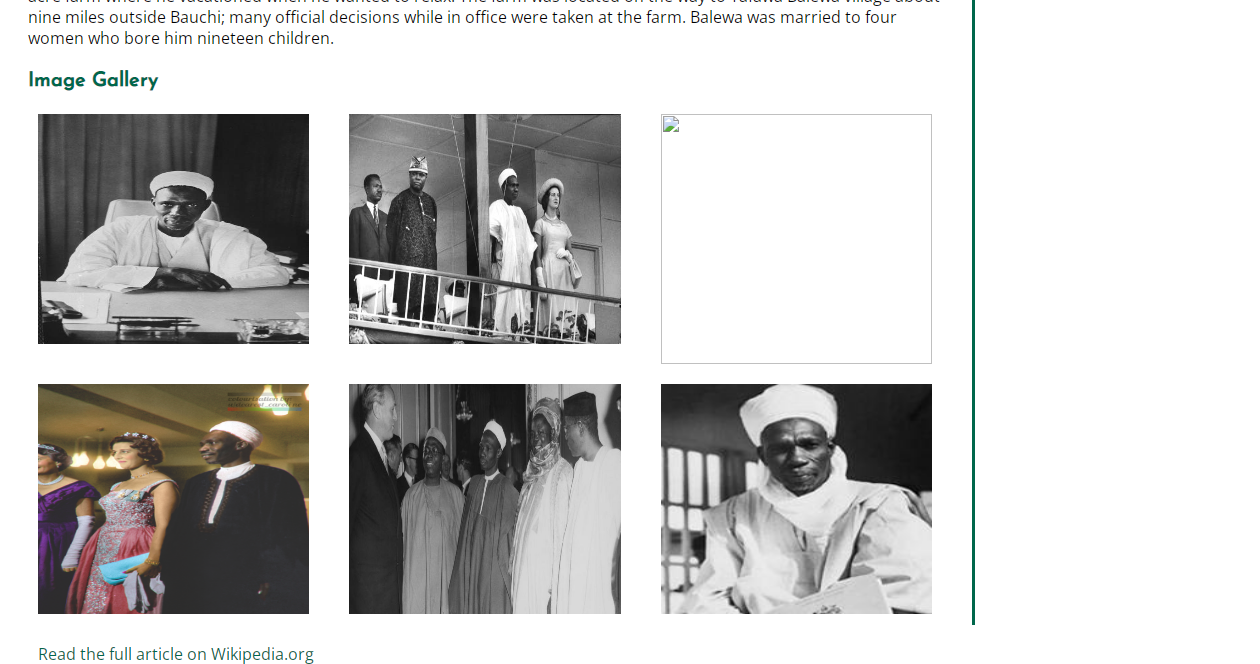 nine miles outside Bauchi; many official decisions while in office were taken at the farm. Balewa was married to four
women who bore him nineteen children.
Image Gallery
Read the full article on Wikipedia.org